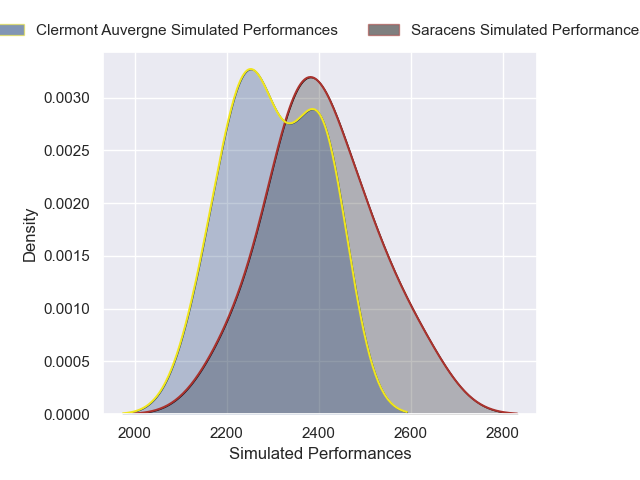 Clermont Auvergne Simulated Performances Saracens Simulated Performance
0.0030
0.0025
0.0020
0.0015
0.0010
0.0005
0.0000
Density
2000 2200 2400 2600 2800
Simulated Performances